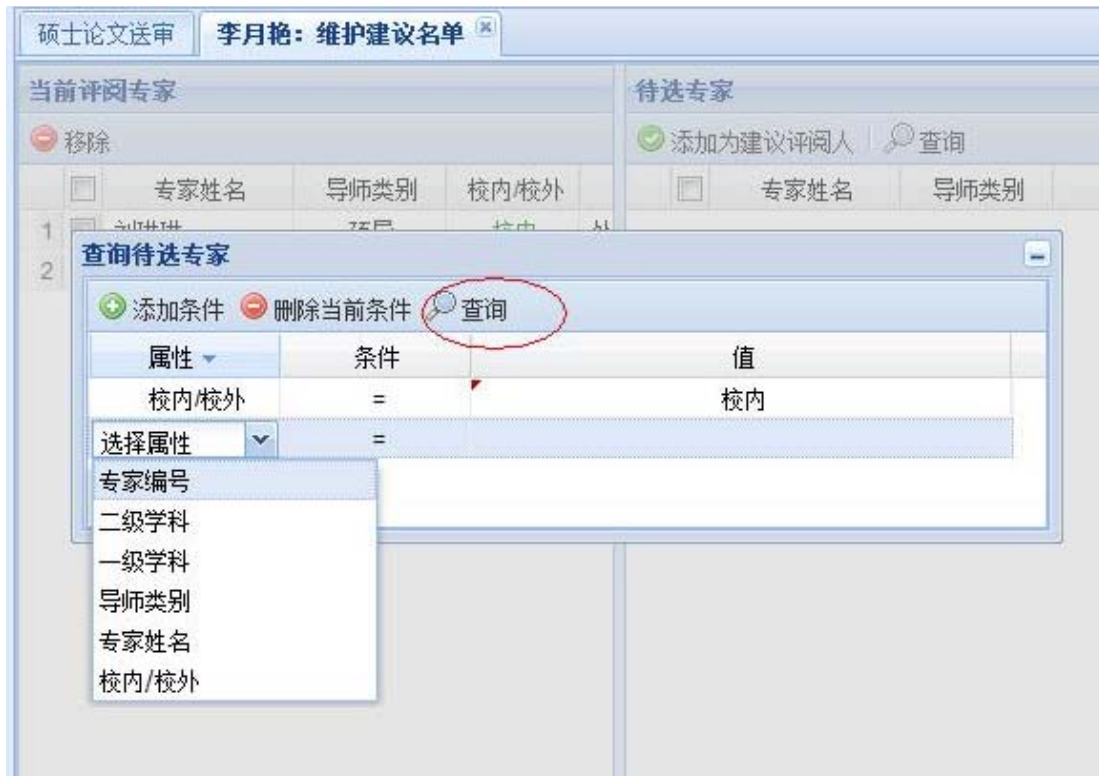 硕士论文送审 李月艳：维护建议名单
当前评阅专家 待选专家
移除 添加为建议评阅人 查询
专家姓名 导师类别 校内/校外 专家姓名 导师类别
1 校内
2
查询待选专家
添加条件 删除当前条件 查询
属性 条件 值
校内/校外 = 校内
选择属性 =
专家编号
二级学科
一级学科
导师类别
专家姓名
校内/校外